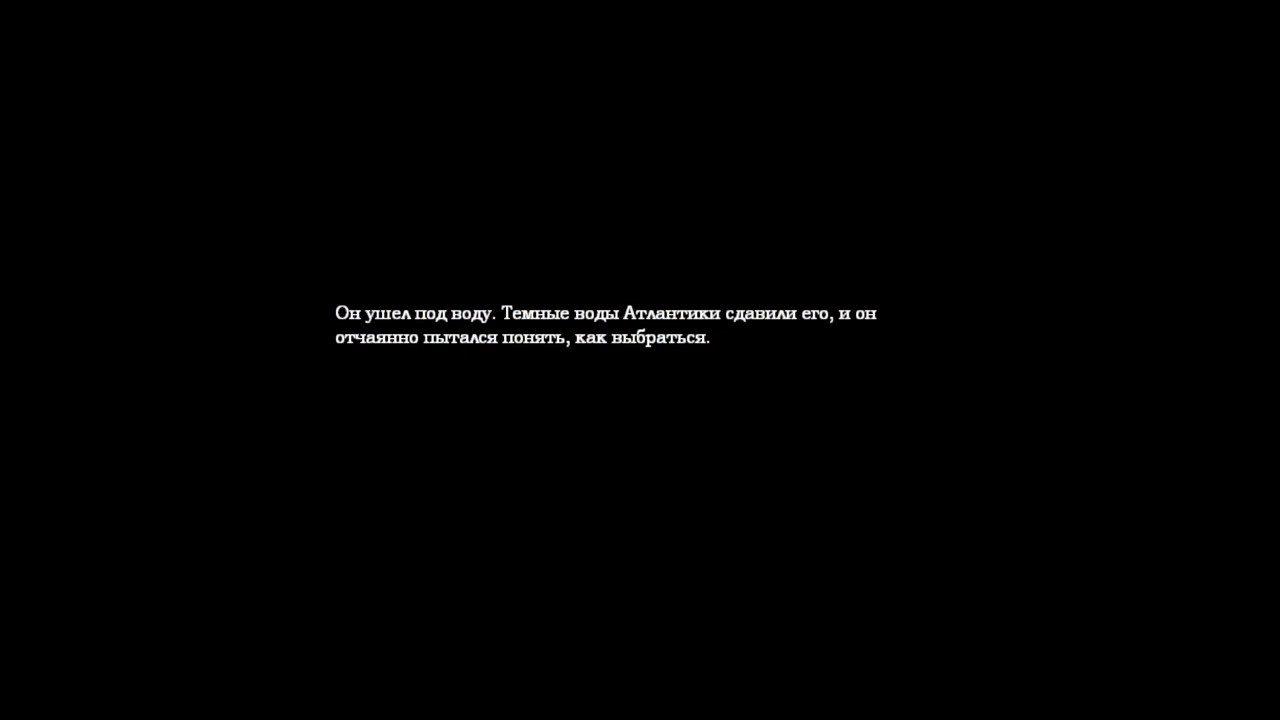 Он ушел под воду. Темные воды Атлантики сдавили его, и он
отчаянно пытался понять, как выбраться.